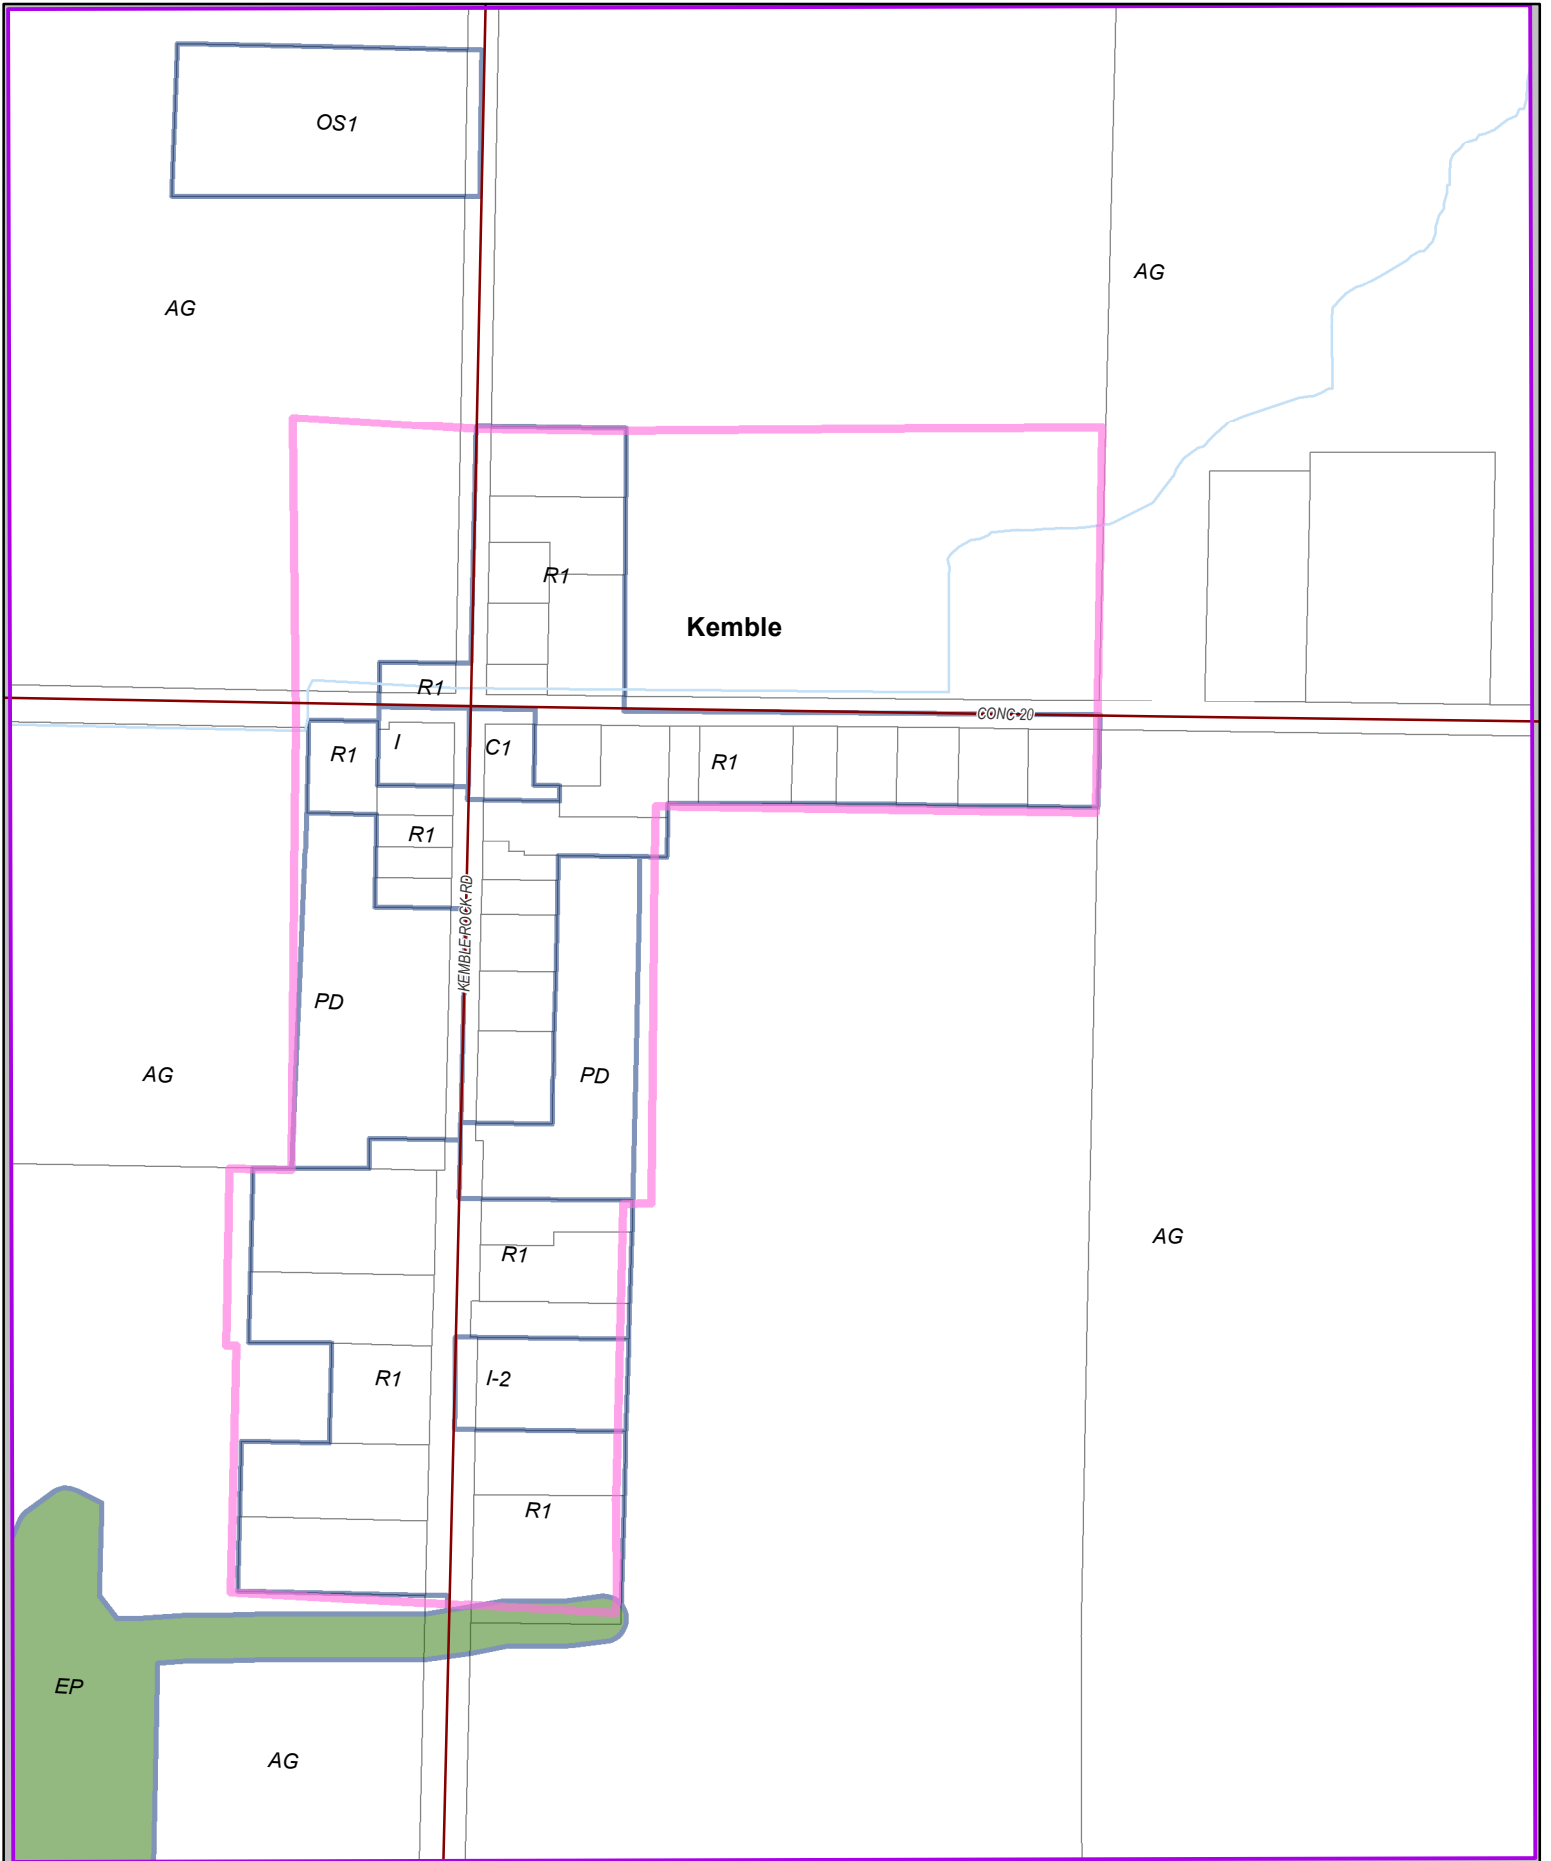 OS1
AG
AG
R1
Kemble
R1
CONC 20
R1
I
C1
R1
R1
KEMBLE ROCK RD
PD
AG
PD
AG
R1
R1
I-2
R1
EP
AG